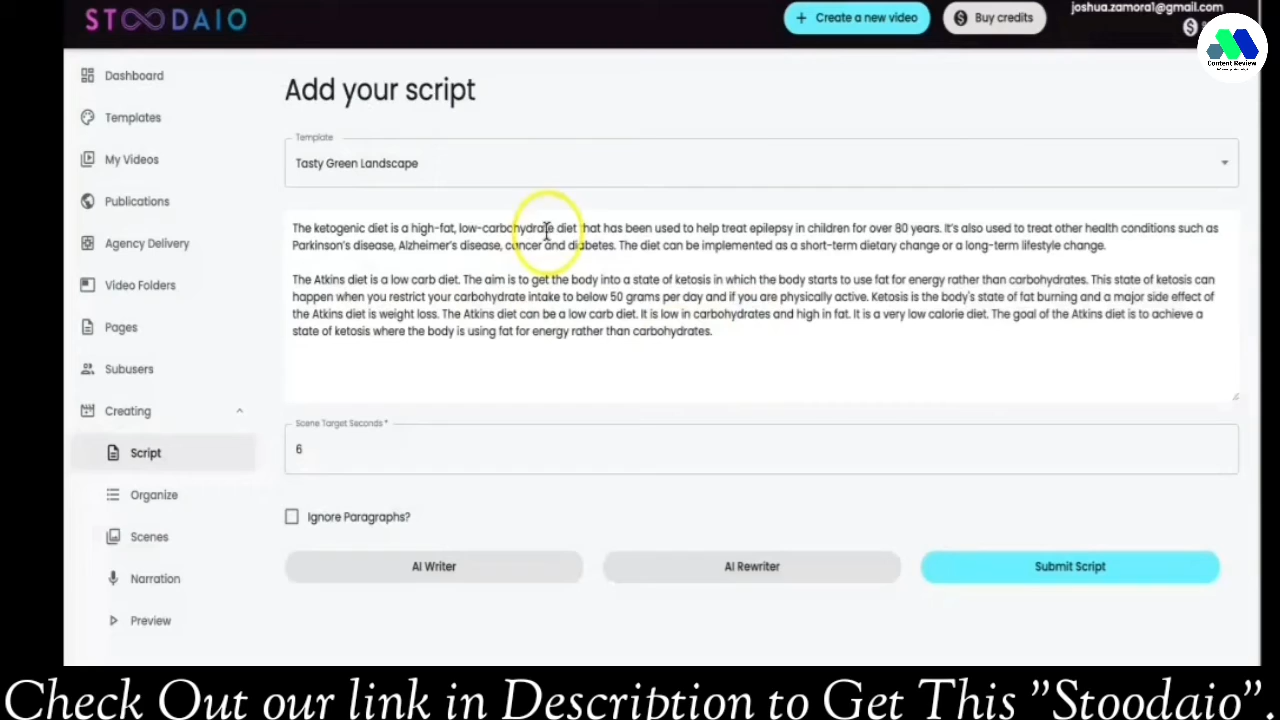 STOODAIO
+ Create a new video
Buy credits
joshua.zamora1@gmail.com
Content Review
Dashboard
Templates
My Videos
Publications
Agency Delivery
Video Folders
Pages
Subusers
Creating
Script
Organize
Scenes
Narration
Preview
Add your script
Template
Tasty Green Landscape
The ketogenic diet is a high-fat, low-carbohydrate diet that has been used to help treat epilepsy in children for over 80 years. It's also used to treat other health conditions such as
Parkinson's disease, Alzheimer's disease, cancer and diabetes. The diet can be implemented as a short-term dietary change or a long-term lifestyle change.
The Atkins diet is a low carb diet. The aim is to get the body into a state of ketosis in which the body starts to use fat for energy rather than carbohydrates. This state of ketosis can
happen when you restrict your carbohydrate intake to below 50 grams per day and if you are physically active. Ketosis is the body's state of fat burning and a major side effect of
the Atkins diet is weight loss. The Atkins diet can be a low carb diet. It is low in carbohydrates and high in fat. It is a very low calorie diet. The goal of the Atkins diet is to achieve a
state of ketosis where the body is using fat for energy rather than carbohydrates.
Scene Target Seconds *
6
Ignore Paragraphs?
AI Writer
AI Rewriter
Submit Script
Check Out our link in Description to Get This "Stoodaio".